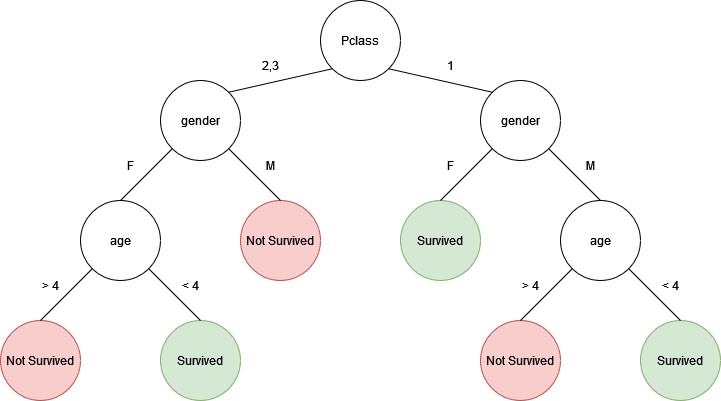 Pclass
2,3
1
gender
gender
F
M
F
M
age
Not Survived
Survived
age
> 4
< 4
> 4
< 4
Not Survived
Survived
Not Survived
Survived